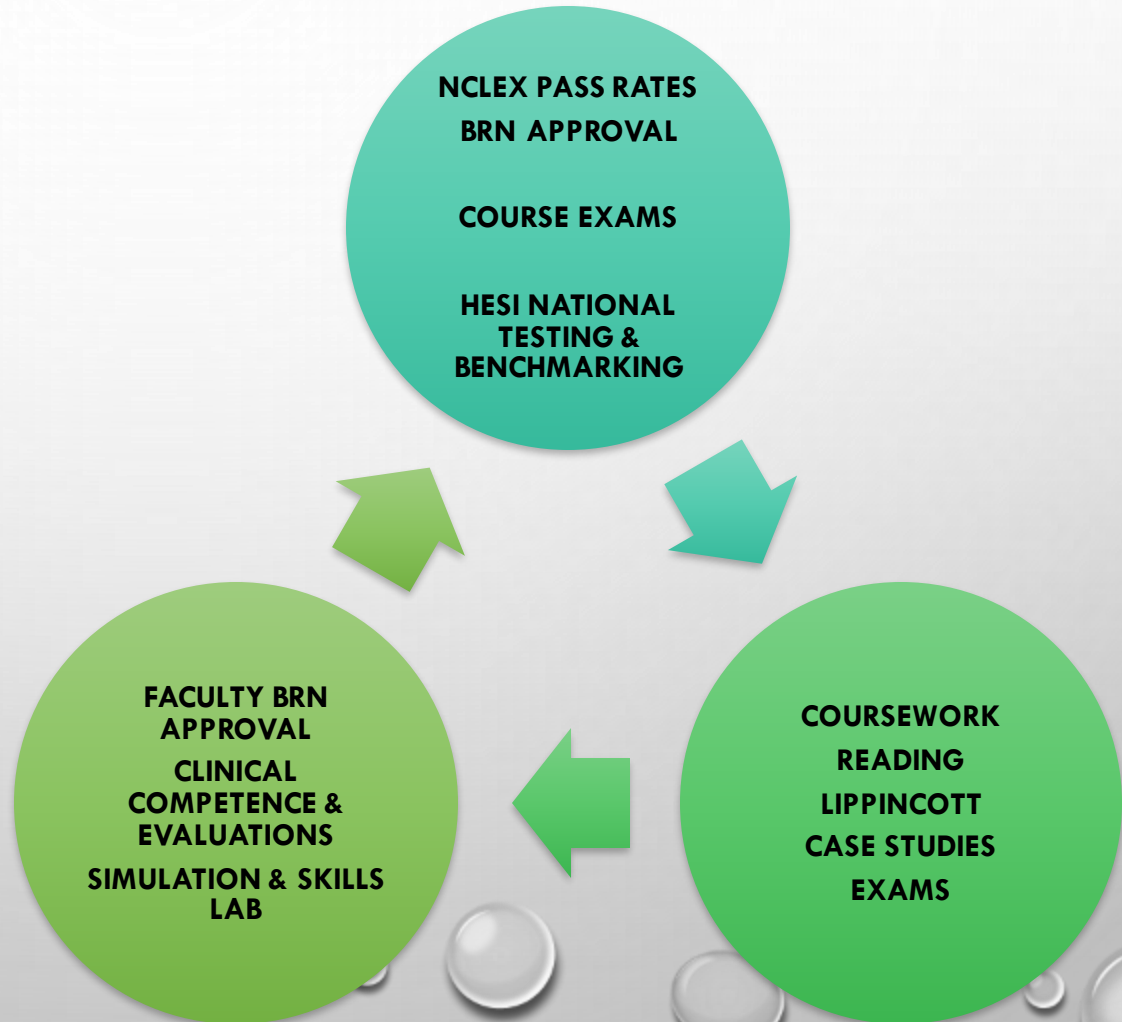 NCLEX PASS RATES
BRN APPROVAL
COURSE EXAMS
HESI NATIONAL
TESTING &
BENCHMARKING
FACULTY BRN
APPROVAL
CLINICAL
COMPETENCE &
EVALUATIONS
SIMULATION & SKILLS
LAB
COURSEWORK
READING
LIPPINCOTT
CASE STUDIES
EXAMS